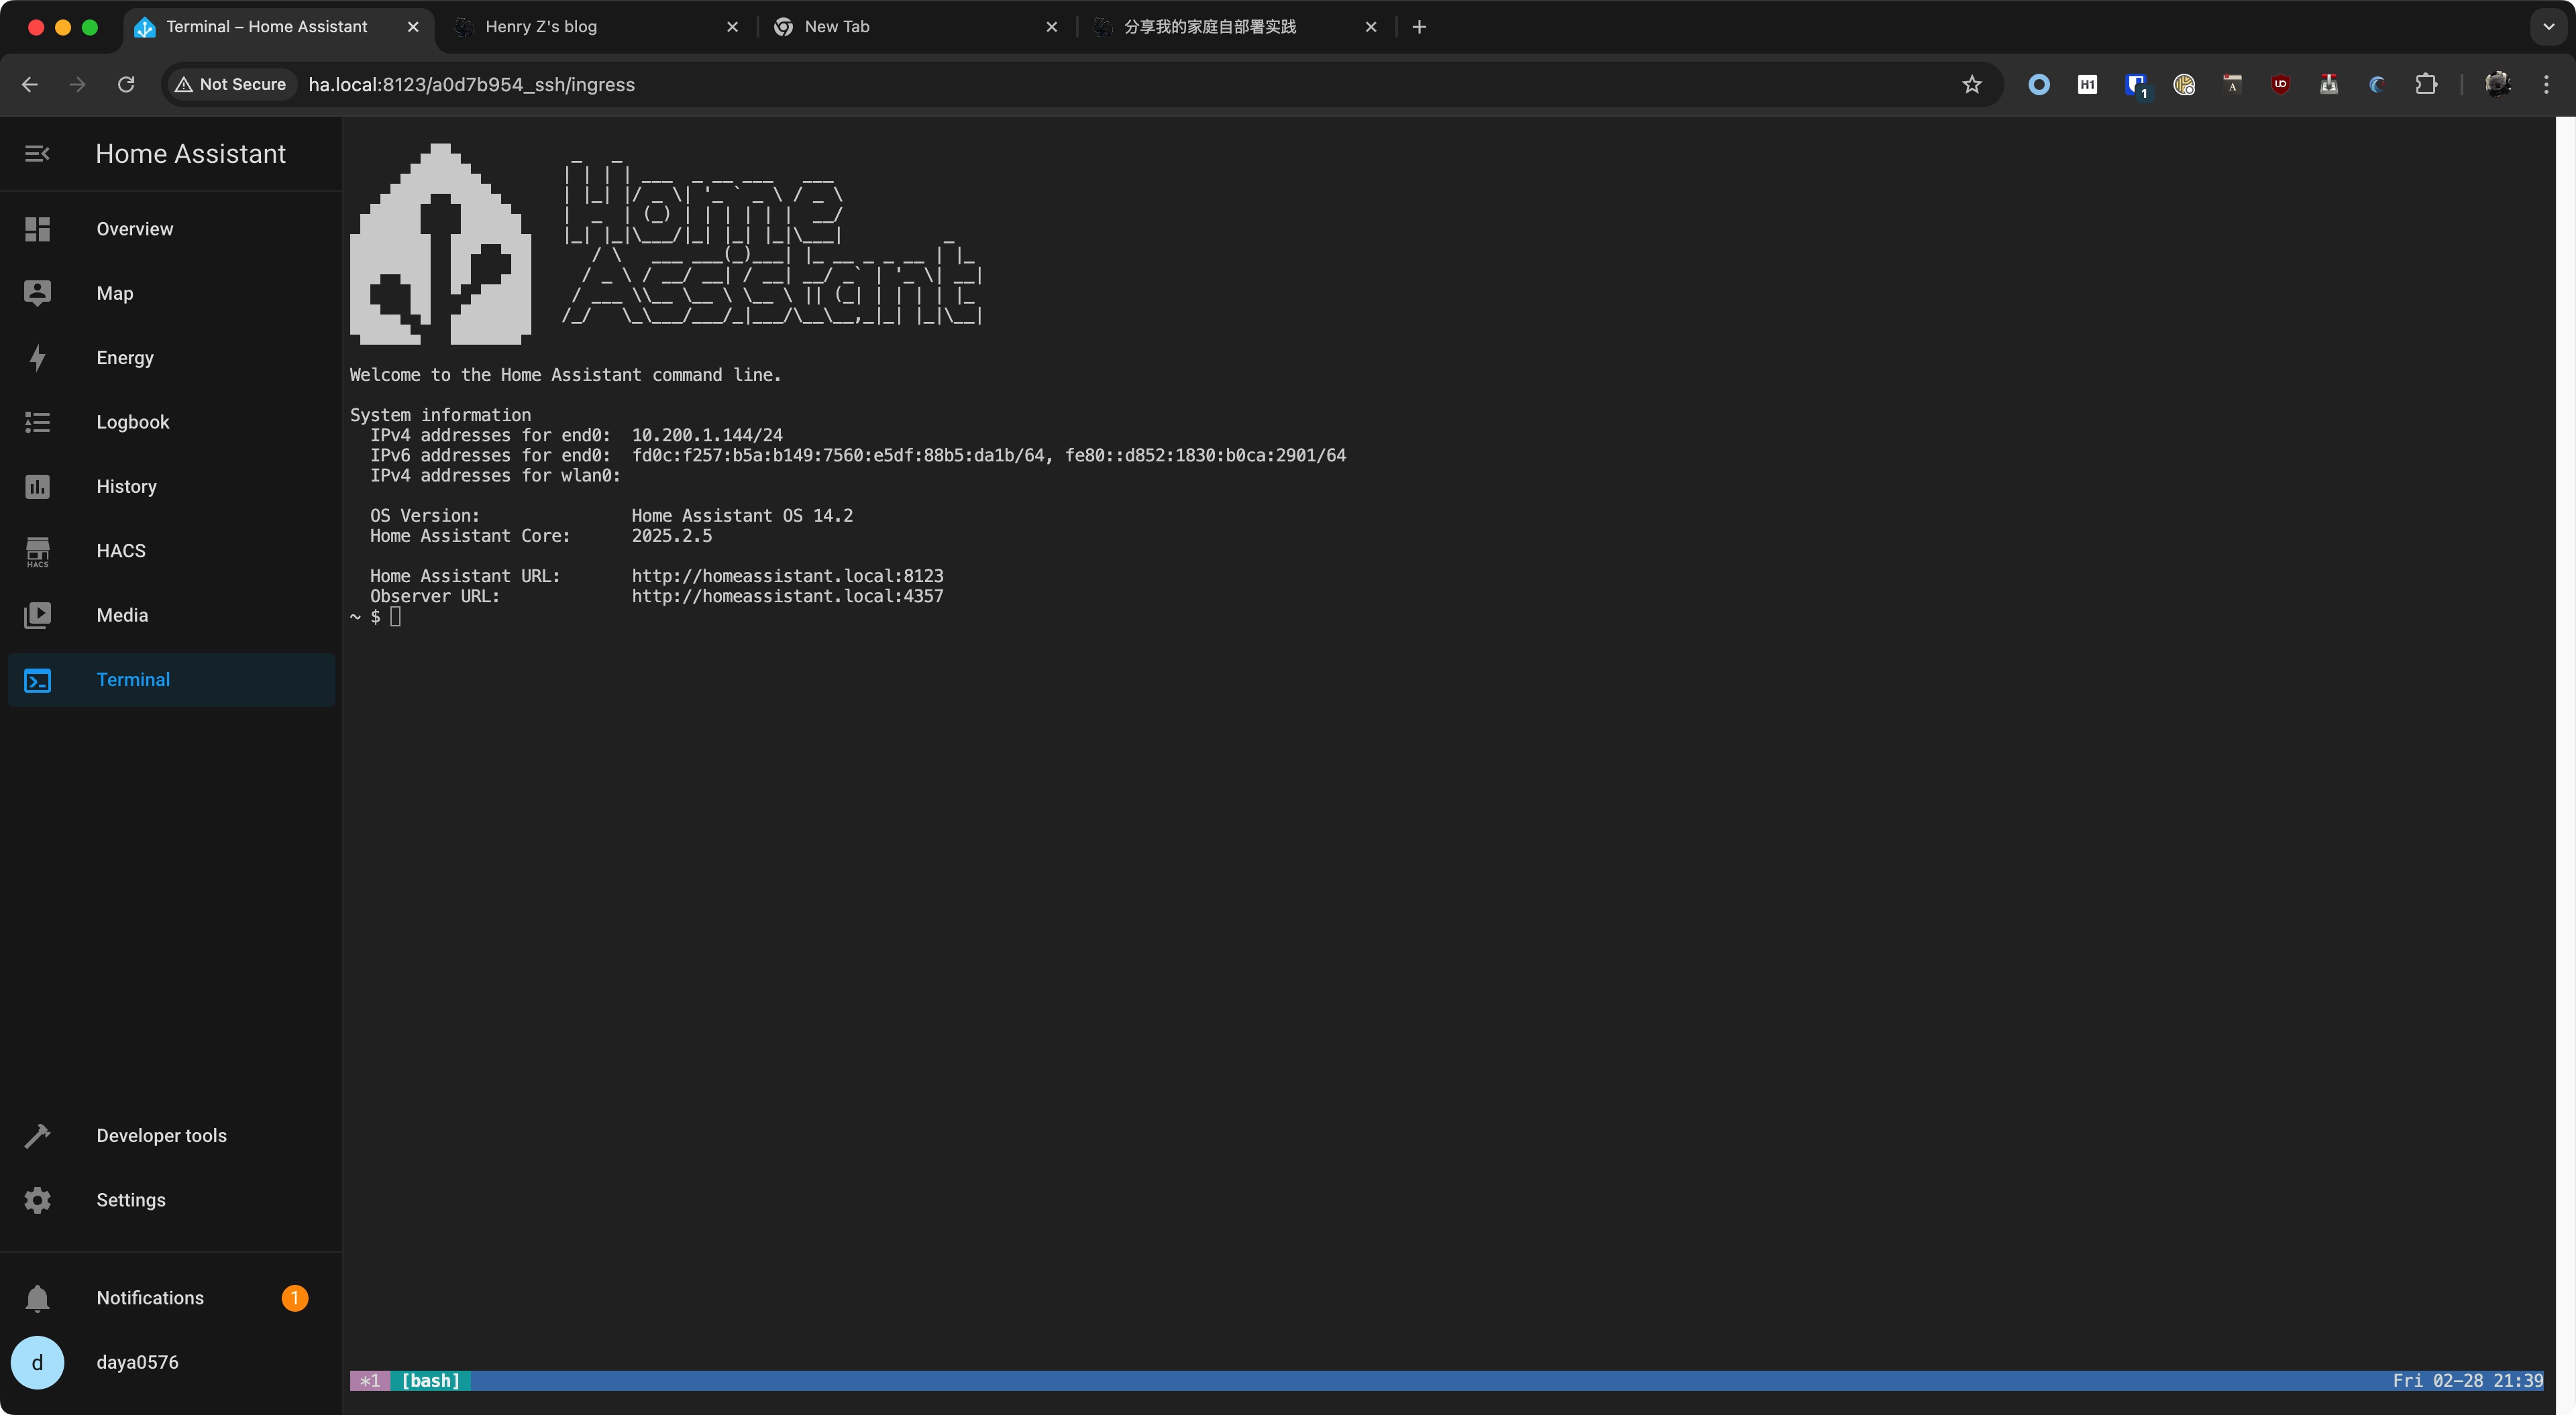 Terminal – Home Assistant
Henry Z's blog
New Tab
分享我的家庭自部署实践
Not Secure
ha.local:8123/a0d7b954_ssh/ingress
H1
1
A
Home Assistant
Overview
Map
Energy
Logbook
History
HACS
HACS
Media
Terminal
Developer tools
Settings
Notifications
1
d
daya0576
Home
Assistant
Welcome to the Home Assistant command line.
System information
IPv4 addresses for end0: 10.200.1.144/24
IPv6 addresses for end0: fd0c:f257:b5a:b149:7560:e5df:88b5:da1b/64, fe80::d852:1830:b0ca:2901/64
IPv4 addresses for wlan0:
OS Version: Home Assistant OS 14.2
Home Assistant Core: 2025.2.5
Home Assistant URL: http://homeassistant.local:8123
Observer URL: http://homeassistant.local:4357
~ $
*1 [bash]
Fri 02-28 21:39